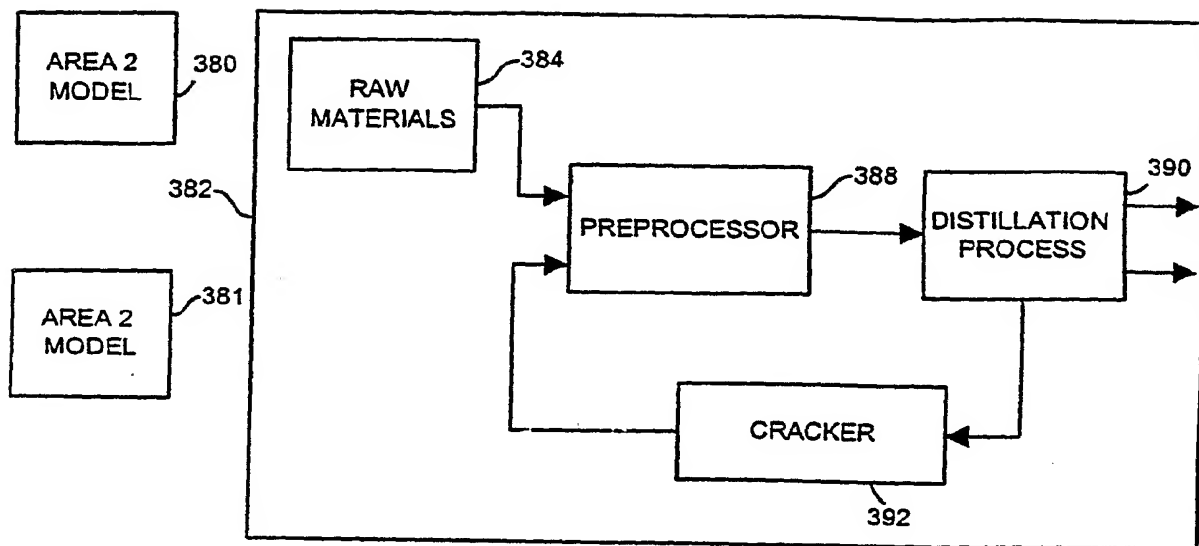 AREA 2
MODEL
380
RAW
MATERIALS
384
382
PREPROCESSOR
388
DISTILLATION
PROCESS
390
AREA 2
MODEL
381
CRACKER
392